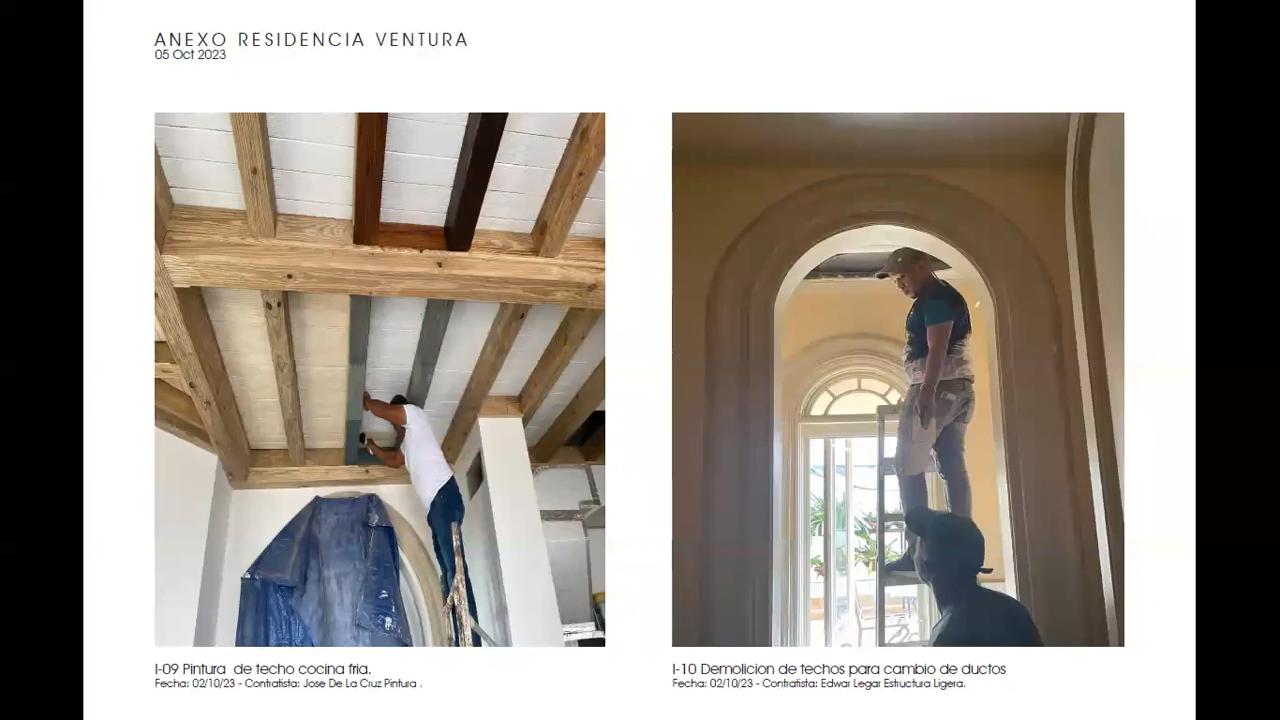 ANEXO RESIDENCIA VENTURA
05 Oct 2023
I-09 Pintura de techo cocina fria.
Fecha: 02/10/23 - Contratista: Jose De La Cruz Pintura .
I-10 Demolicion de techos para cambio de ductos
Fecha: 02/10/23 - Contratista: Edwar Legar Estructura Ligera.